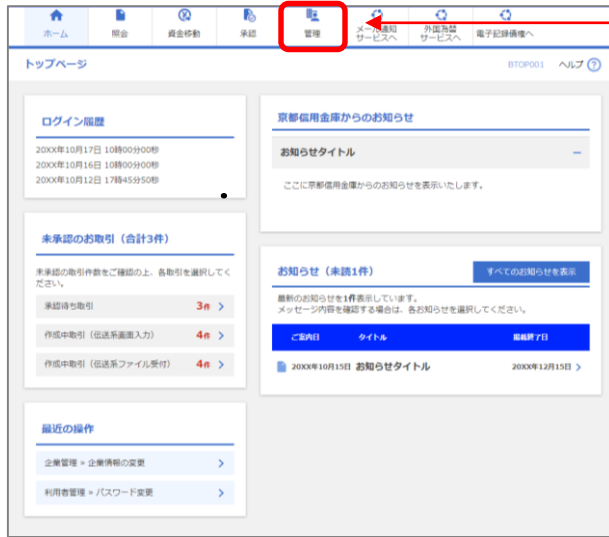 ホーム 照会 資金移動 承認 管理 メール通知サービスへ 外国為替サービスへ 電子記録債権へ
トップページ BTOP001 ヘルプ ?
ログイン履歴
20XX年10月17日 10時00分00秒
20XX年10月16日 10時00分00秒
20XX年10月12日 17時45分50秒
京都信用金庫からのお知らせ
お知らせタイトル
ここに京都信用金庫からのお知らせを表示いたします。
未承認のお取引(合計3件)
未承認の取引件数をご確認の上、各取引を選択してく
ださい。
承認待ち取引 3件
作成中取引(伝送系画面入力) 4件
作成中取引(伝送系ファイル受付) 4件
お知らせ(未読1件) すべてのお知らせを表示
最新のお知らせを1件表示しています。
メッセージ内容を確認する場合は、各お知らせを選択してください。
ご案内日 タイトル 掲載終了日
20XX年10月15日 お知らせタイトル 20XX年12月15日
最近の操作
企業管理 » 企業情報の変更
利用者管理 » パスワード変更